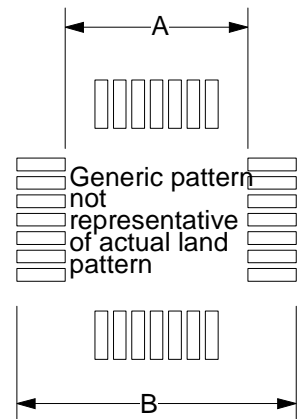 A
Generic pattern
not
representative
of actual land
pattern
B